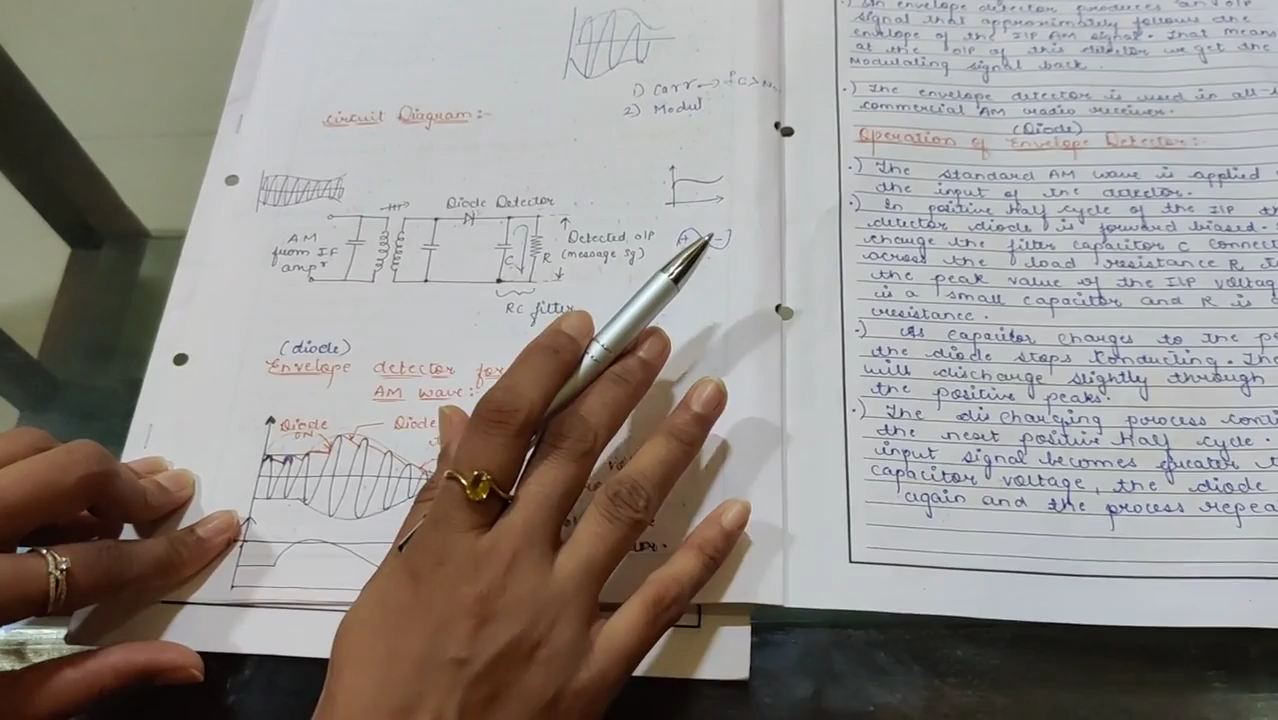 1) Carr → fc >
2) Modul
Circuit Diagram:-
Diode Detector
AM
from IF
ampr
C
R
Detected o/p
(message sg)
RC filter
(diode)
Envelope detector for
AM wave:-
Diode
ON
Diode
.) An envelope detector produces an o/p
signal that approximately follows the
envelope of the I/P AM signal. That means
at the o/p of this detector we get the
Modulating signal back.
.) The envelope detector is used in all
commercial AM radio receiver.
(Diode)
Operation of Envelope Detector:-
.) The standard AM wave is applied
the input of the detector.
.) In positive Half cycle of the I/P
detector diode is forward biased.
charge the filter capacitor C connect
across the load resistance R
the peak value of the I/P voltag
is a small capacitor and R is
resistance.
.) As capacitor charges to the pe
the diode stops conducting. The
will discharge slightly through
the positive peaks.
.) The discharging process conti
the next positive Half cycle.
input signal becomes greater t
capacitor voltage, the diode
again and the process repea